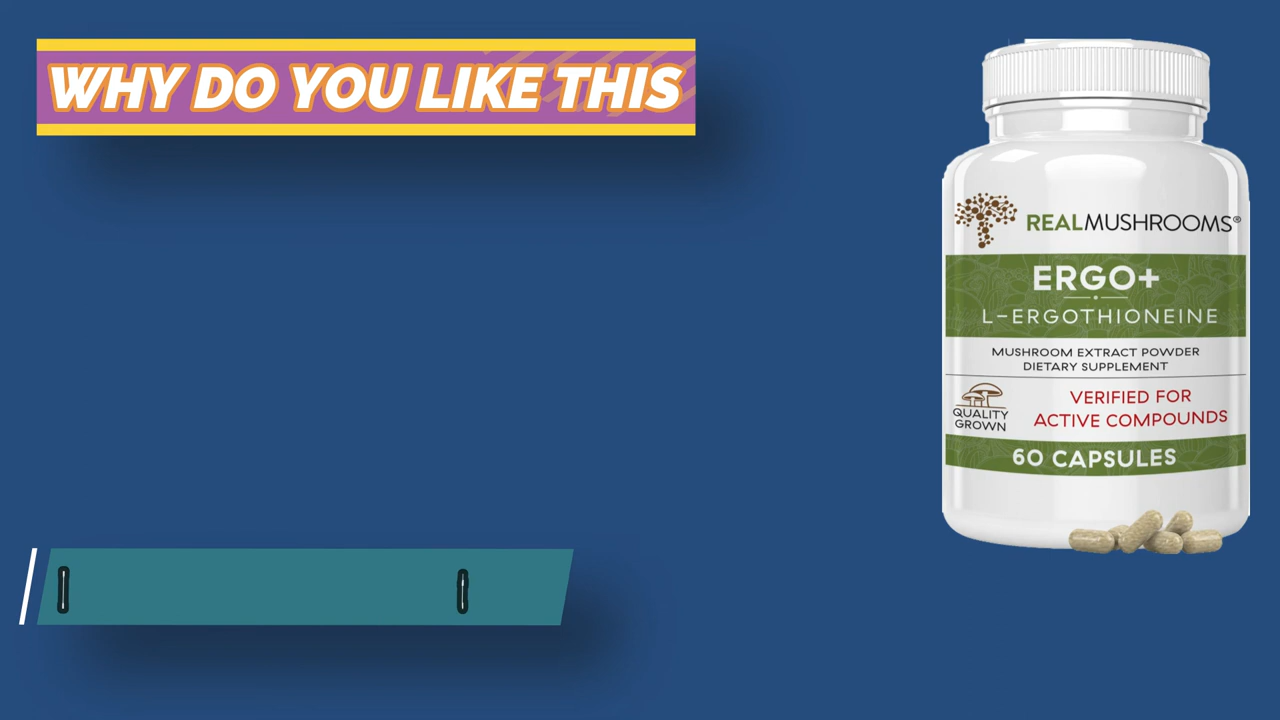 WHY DO YOU LIKE THIS
REALMUSHROOMS®
ERGO+
L-ERGOTHIONEINE
MUSHROOM EXTRACT POWDER
DIETARY SUPPLEMENT
QUALITY
GROWN
VERIFIED FOR
ACTIVE COMPOUNDS
60 CAPSULES